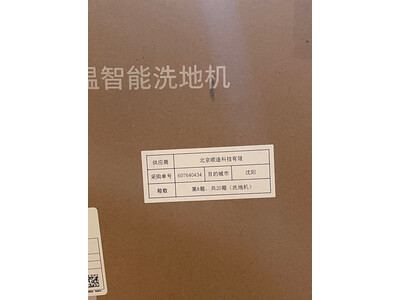 温智能洗地机
供应商 北京顺造科技有限
采购单号 607640434 目的城市 沈阳
箱数 第8箱，共20箱（洗地机）